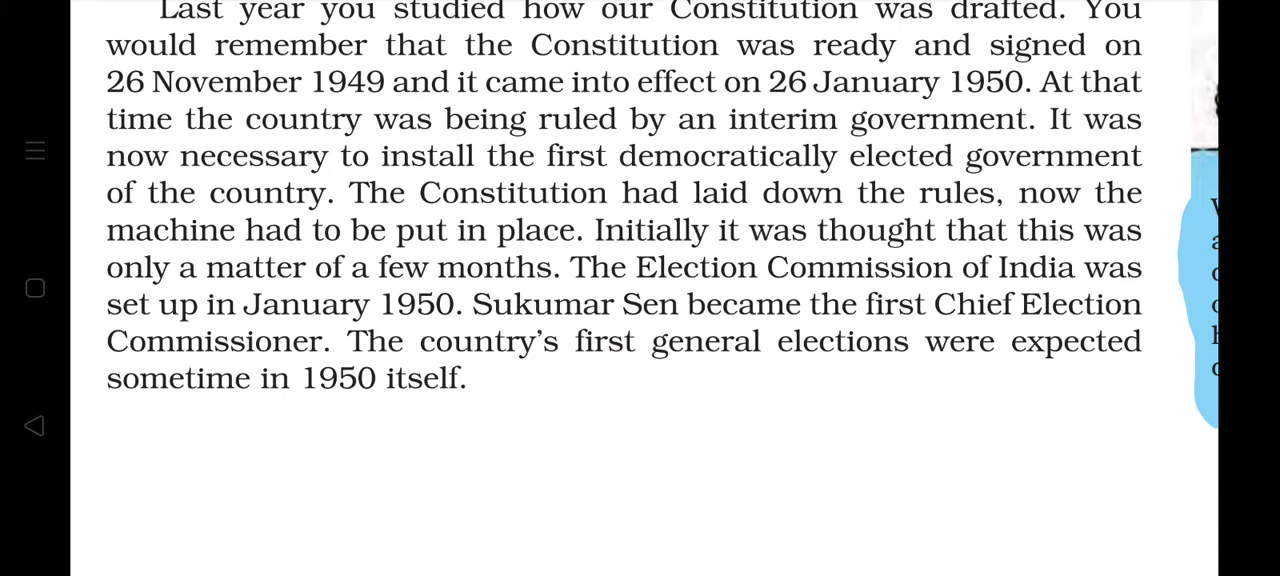 Last year you studied how our Constitution was drafted. You
would remember that the Constitution was ready and signed on
26 November 1949 and it came into effect on 26 January 1950. At that
time the country was being ruled by an interim government. It was
now necessary to install the first democratically elected government
of the country. The Constitution had laid down the rules, now the
machine had to be put in place. Initially it was thought that this was
only a matter of a few months. The Election Commission of India was
set up in January 1950. Sukumar Sen became the first Chief Election
Commissioner. The country’s first general elections were expected
sometime in 1950 itself.